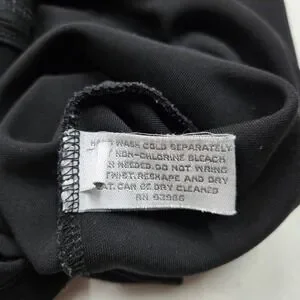 WASH COLD SEPARATELY
NON-CHLORINE BLEACH
NEEDED. DO NOT WRING
TWIST. RESHAPE AND DRY
CAN BE DRY CLEANED
RN 93986